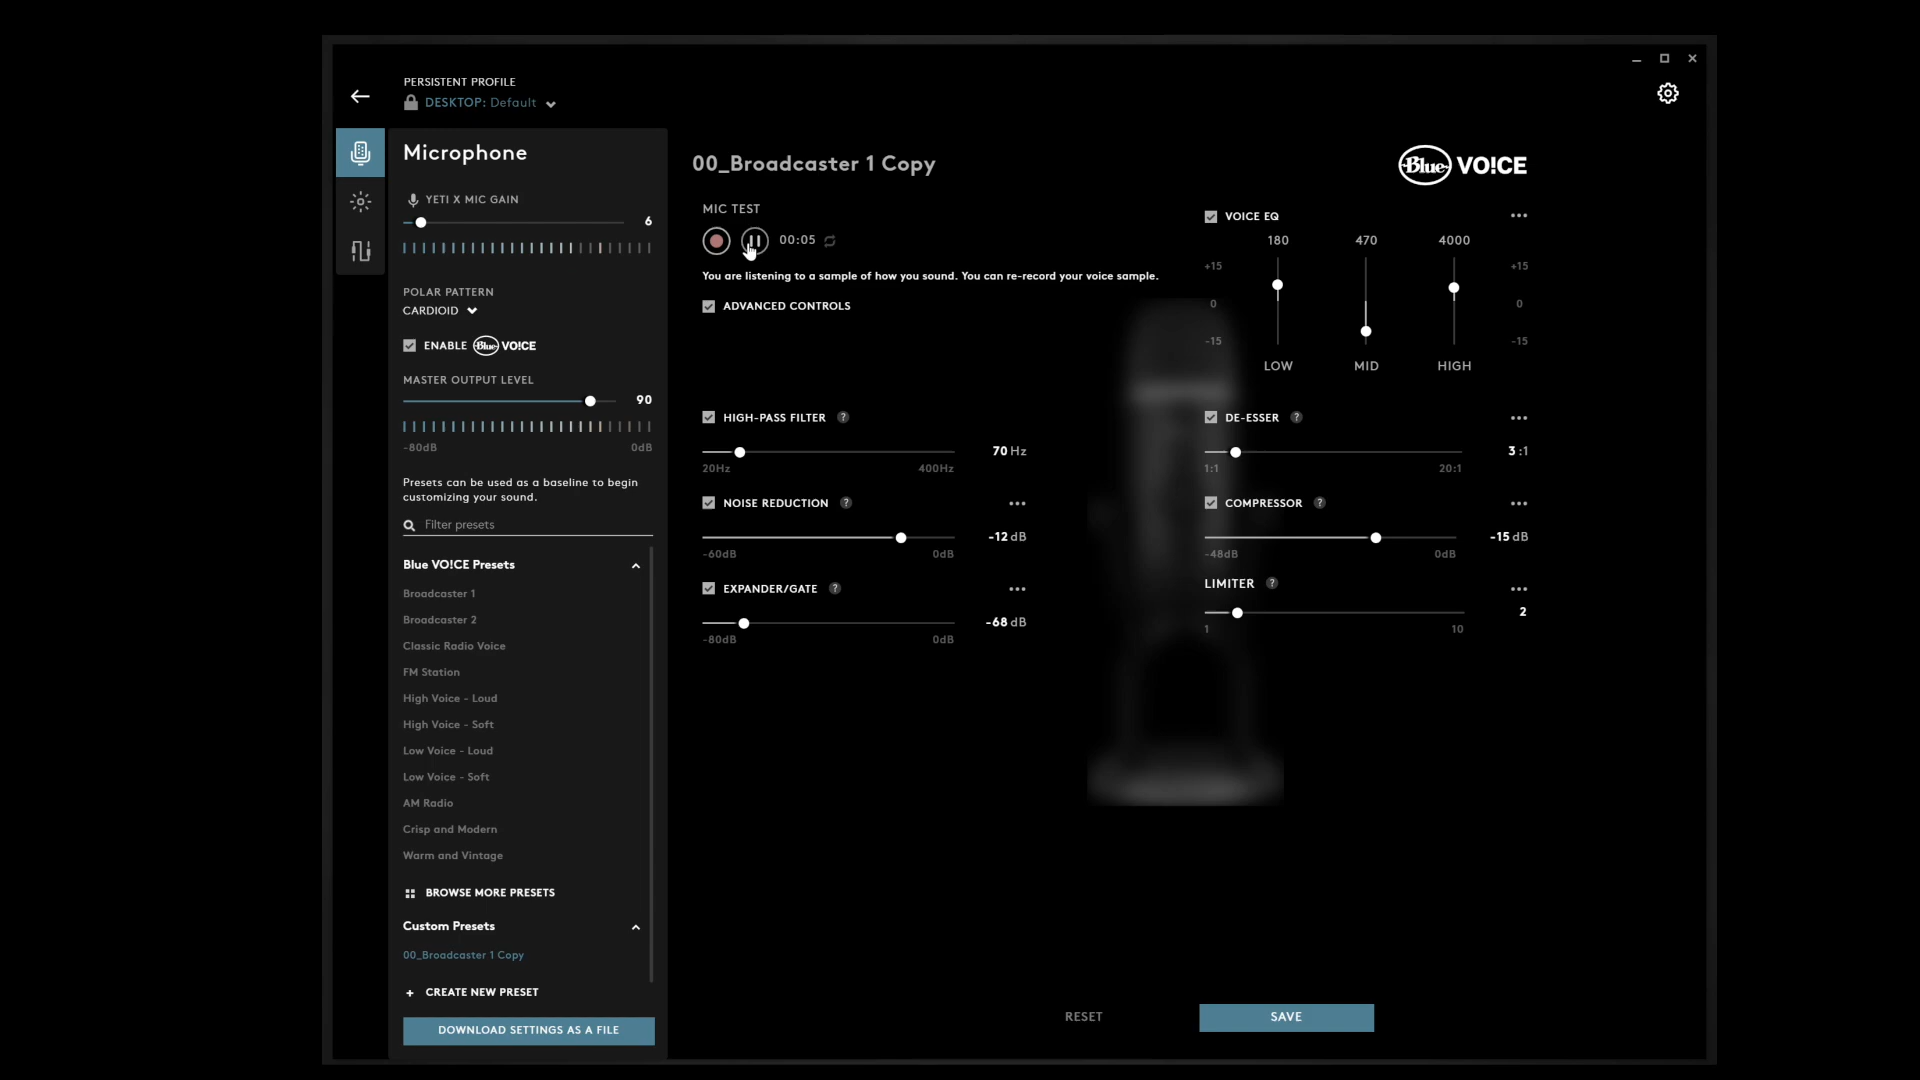 PERSISTENT PROFILE
DESKTOP: Default
Microphone
YETI X MIC GAIN
6
POLAR PATTERN
CARDIOID
ENABLE Blue VO!CE
MASTER OUTPUT LEVEL
90
-80dB 0dB
Presets can be used as a baseline to begin
customizing your sound.
Filter presets
Blue VO!CE Presets
Broadcaster 1
Broadcaster 2
Classic Radio Voice
FM Station
High Voice - Loud
High Voice - Soft
Low Voice - Loud
Low Voice - Soft
AM Radio
Crisp and Modern
Warm and Vintage
BROWSE MORE PRESETS
Custom Presets
00_Broadcaster 1 Copy
+ CREATE NEW PRESET
DOWNLOAD SETTINGS AS A FILE
00_Broadcaster 1 Copy
Blue VO!CE
MIC TEST
00:05
You are listening to a sample of how you sound. You can re-record your voice sample.
ADVANCED CONTROLS
HIGH-PASS FILTER ?
70 Hz
20Hz 400Hz
NOISE REDUCTION ? •••
-12 dB
-60dB 0dB
EXPANDER/GATE ? •••
-68 dB
-80dB 0dB
VOICE EQ •••
180 470 4000
+15 +15
0 0
-15 -15
LOW MID HIGH
DE-ESSER ? •••
3 :1
1:1 20:1
COMPRESSOR ? •••
-15 dB
-48dB 0dB
LIMITER ? •••
2
1 10
RESET SAVE